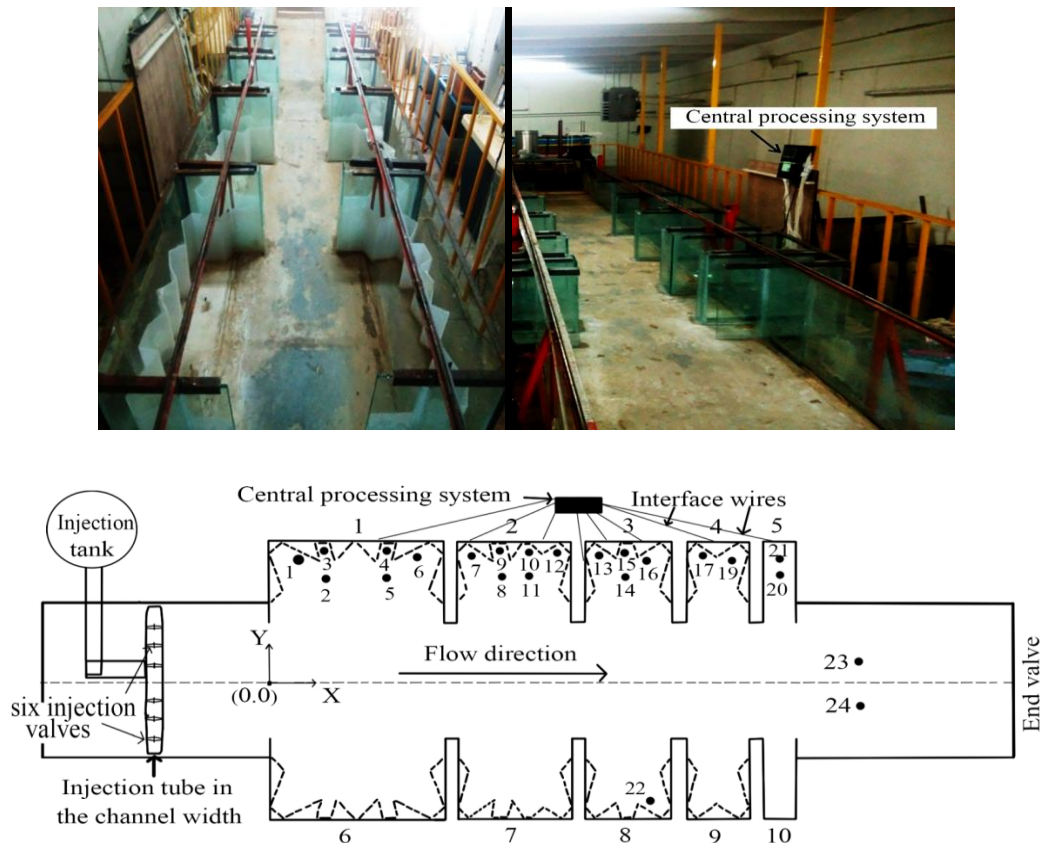 Central processing system
Central processing system
Interface wires
Injection
tank
1
2
3
4
5
1
3
4
6
7
9
10
12
13
15
16
17
19
21
2
5
8
11
14
20
Y
Flow direction
23
(0.0)
X
24
six injection
valves
End valve
Injection tube in
the channel width
22
6
7
8
9
10